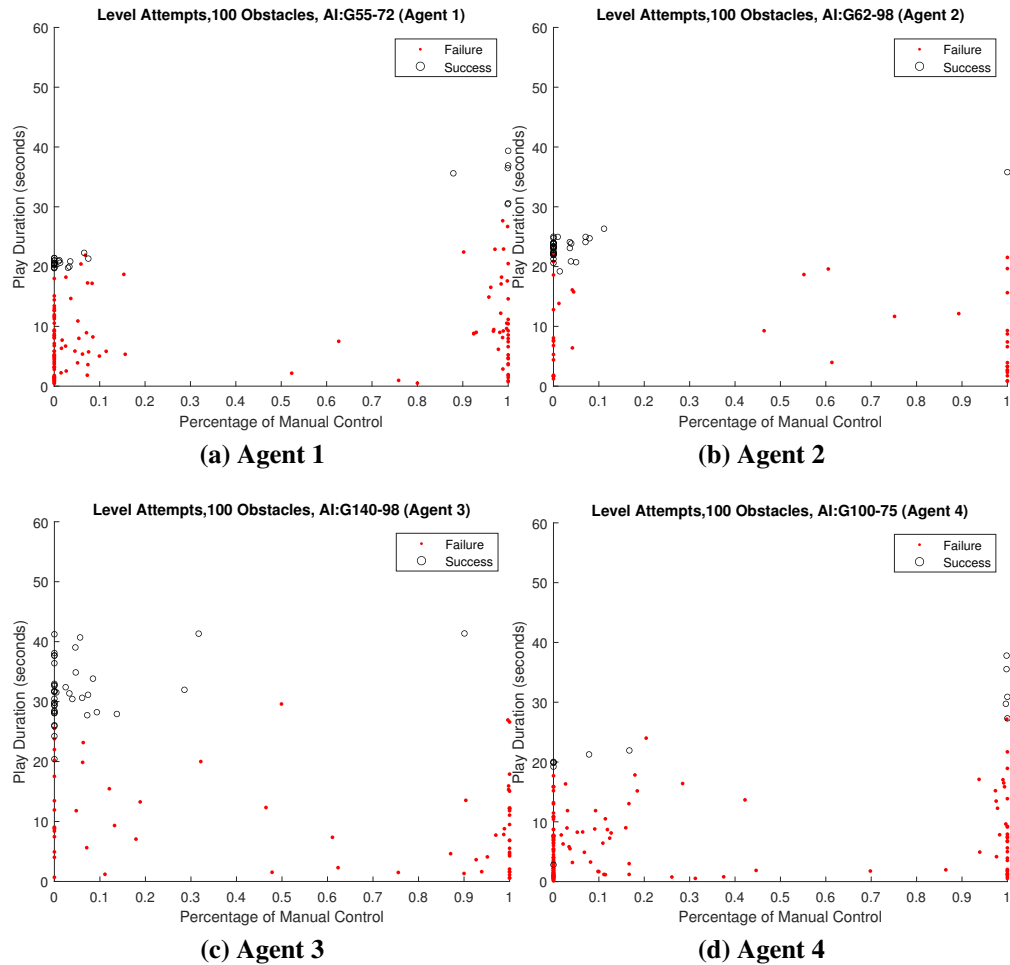 Level Attempts,100 Obstacles, AI:G55-72 (Agent 1)
60
50
40
30
20
10
0
Play Duration (seconds)
Failure
Success
0 0.1 0.2 0.3 0.4 0.5 0.6 0.7 0.8 0.9 1
Percentage of Manual Control
(a) Agent 1
Level Attempts,100 Obstacles, AI:G62-98 (Agent 2)
60
50
40
30
20
10
0
Play Duration (seconds)
Failure
Success
0 0.1 0.2 0.3 0.4 0.5 0.6 0.7 0.8 0.9 1
Percentage of Manual Control
(b) Agent 2
Level Attempts,100 Obstacles, AI:G140-98 (Agent 3)
60
50
40
30
20
10
0
Play Duration (seconds)
Failure
Success
0 0.1 0.2 0.3 0.4 0.5 0.6 0.7 0.8 0.9 1
Percentage of Manual Control
(c) Agent 3
Level Attempts,100 Obstacles, AI:G100-75 (Agent 4)
60
50
40
30
20
10
0
Play Duration (seconds)
Failure
Success
0 0.1 0.2 0.3 0.4 0.5 0.6 0.7 0.8 0.9 1
Percentage of Manual Control
(d) Agent 4